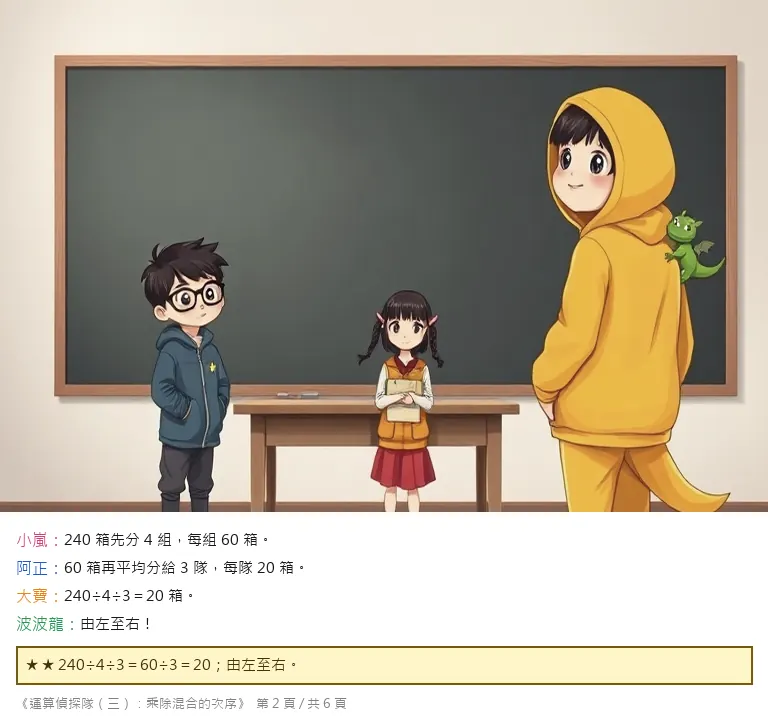 小嵐：240 箱先分 4 組，每組 60 箱。
阿正：60 箱再平均分給 3 隊，每隊 20 箱。
大寶：240÷4÷3＝20 箱。
波波龍：由左至右！
★★240÷4÷3＝60÷3＝20；由左至右。
《運算偵探隊（三）：乘除混合的次序》 第 2 頁 / 共 6 頁